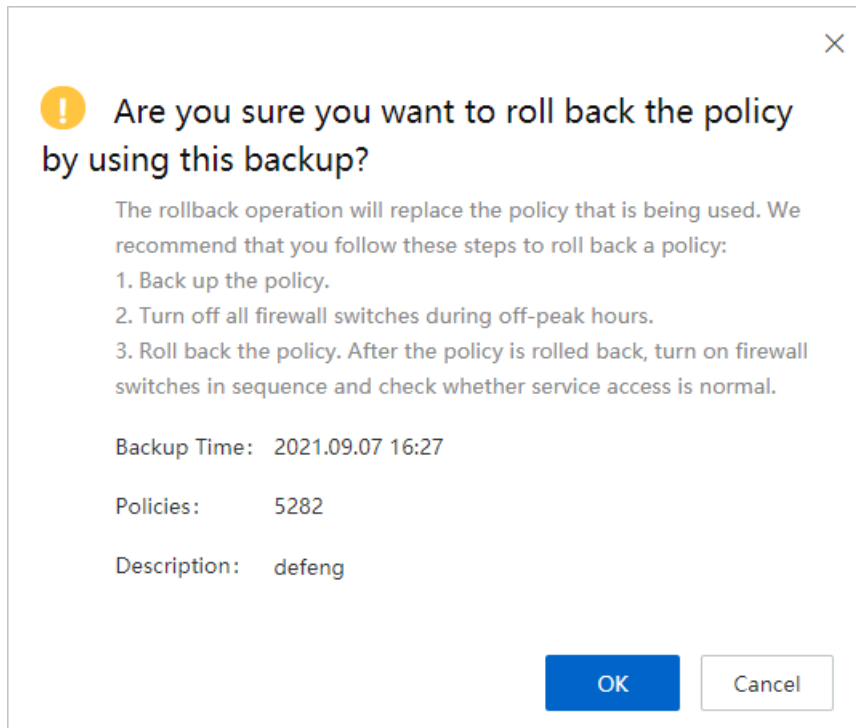 Are you sure you want to roll back the policy
by using this backup?
The rollback operation will replace the policy that is being used. We
recommend that you follow these steps to roll back a policy:
1. Back up the policy.
2. Turn off all firewall switches during off-peak hours.
3. Roll back the policy. After the policy is rolled back, turn on firewall
switches in sequence and check whether service access is normal.
Backup Time: 2021.09.07 16:27
Policies: 5282
Description: defeng
OK Cancel